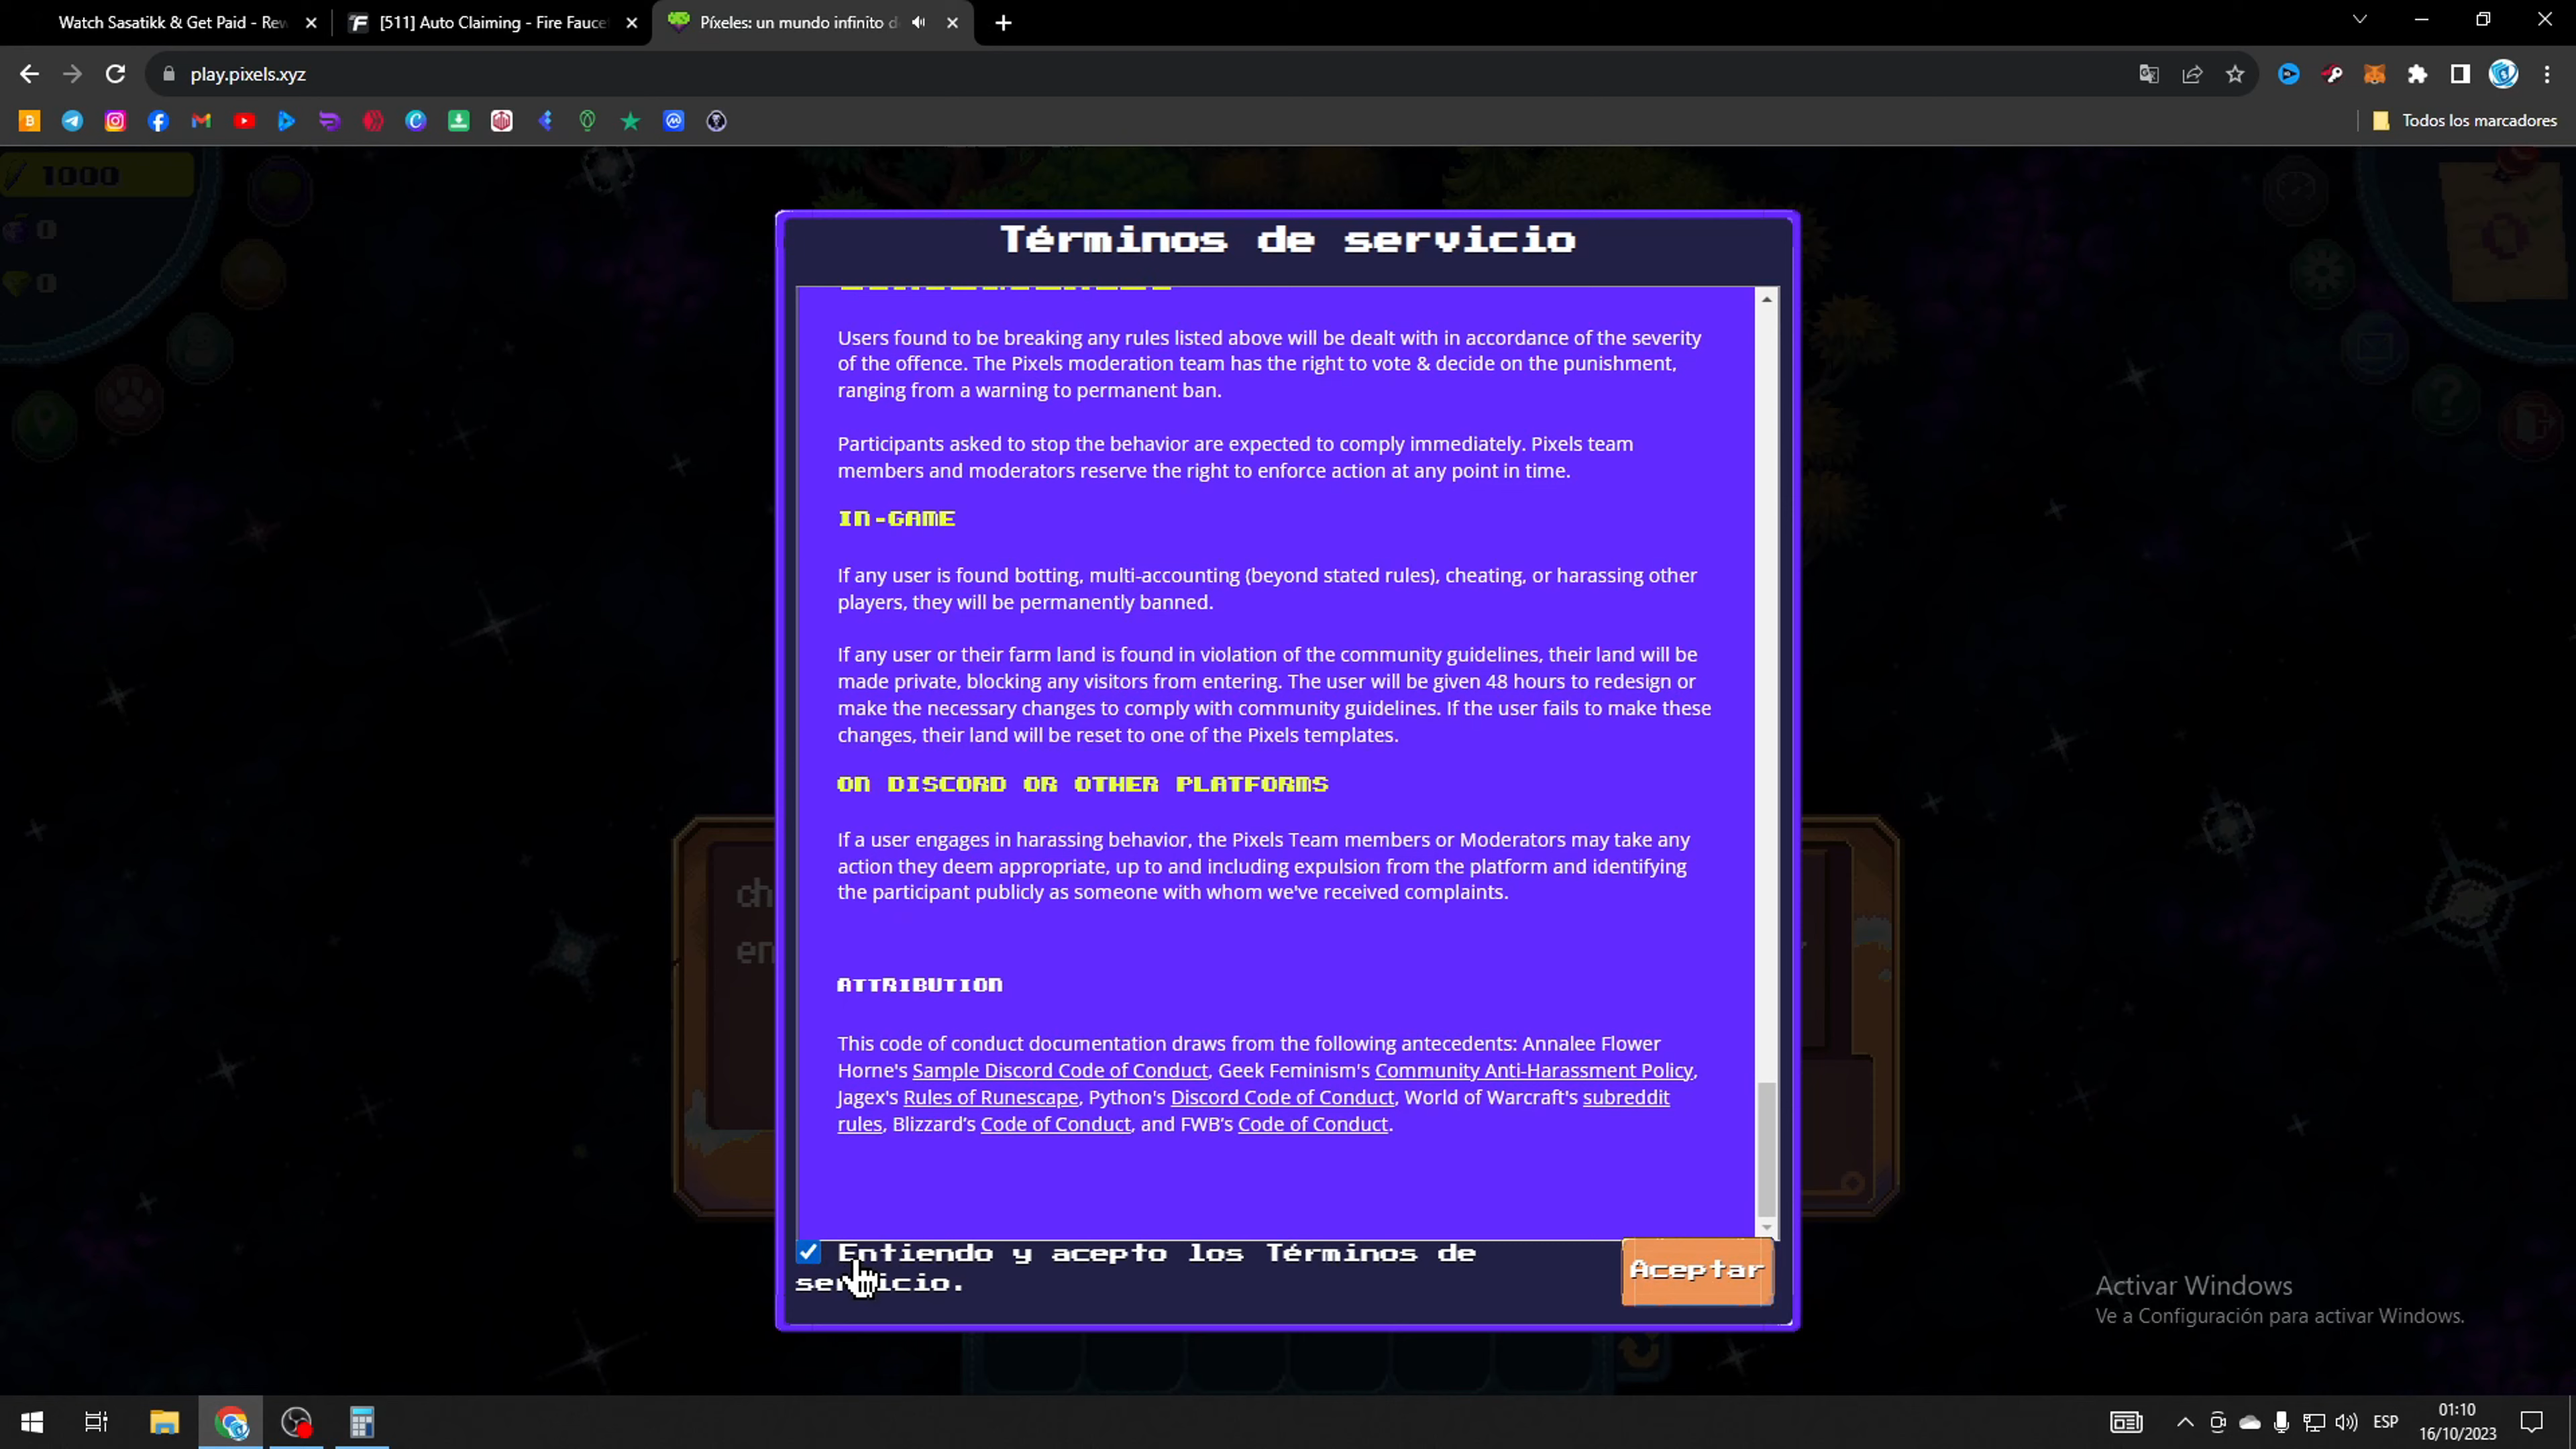 Watch Sasatikk & Get Paid - Rew
[511] Auto Claiming - Fire Fauce
Píxeles: un mundo infinito d
play.pixels.xyz
Todos los marcadores
1000
0
0
Términos de servicio
Users found to be breaking any rules listed above will be dealt with in accordance of the severity
of the offence. The Pixels moderation team has the right to vote & decide on the punishment,
ranging from a warning to permanent ban.
Participants asked to stop the behavior are expected to comply immediately. Pixels team
members and moderators reserve the right to enforce action at any point in time.
IN-GAME
If any user is found botting, multi-accounting (beyond stated rules), cheating, or harassing other
players, they will be permanently banned.
If any user or their farm land is found in violation of the community guidelines, their land will be
made private, blocking any visitors from entering. The user will be given 48 hours to redesign or
make the necessary changes to comply with community guidelines. If the user fails to make these
changes, their land will be reset to one of the Pixels templates.
ON DISCORD OR OTHER PLATFORMS
If a user engages in harassing behavior, the Pixels Team members or Moderators may take any
action they deem appropriate, up to and including expulsion from the platform and identifying
the participant publicly as someone with whom we've received complaints.
ch
en
ATTRIBUTION
This code of conduct documentation draws from the following antecedents: Annalee Flower
Horne's Sample Discord Code of Conduct, Geek Feminism's Community Anti-Harassment Policy,
Jagex's Rules of Runescape, Python's Discord Code of Conduct, World of Warcraft's subreddit
rules, Blizzard's Code of Conduct, and FWB's Code of Conduct.
Entiendo y acepto los Términos de
servicio.
Aceptar
Activar Windows
Ve a Configuración para activar Windows.
ESP
01:10
16/10/2023